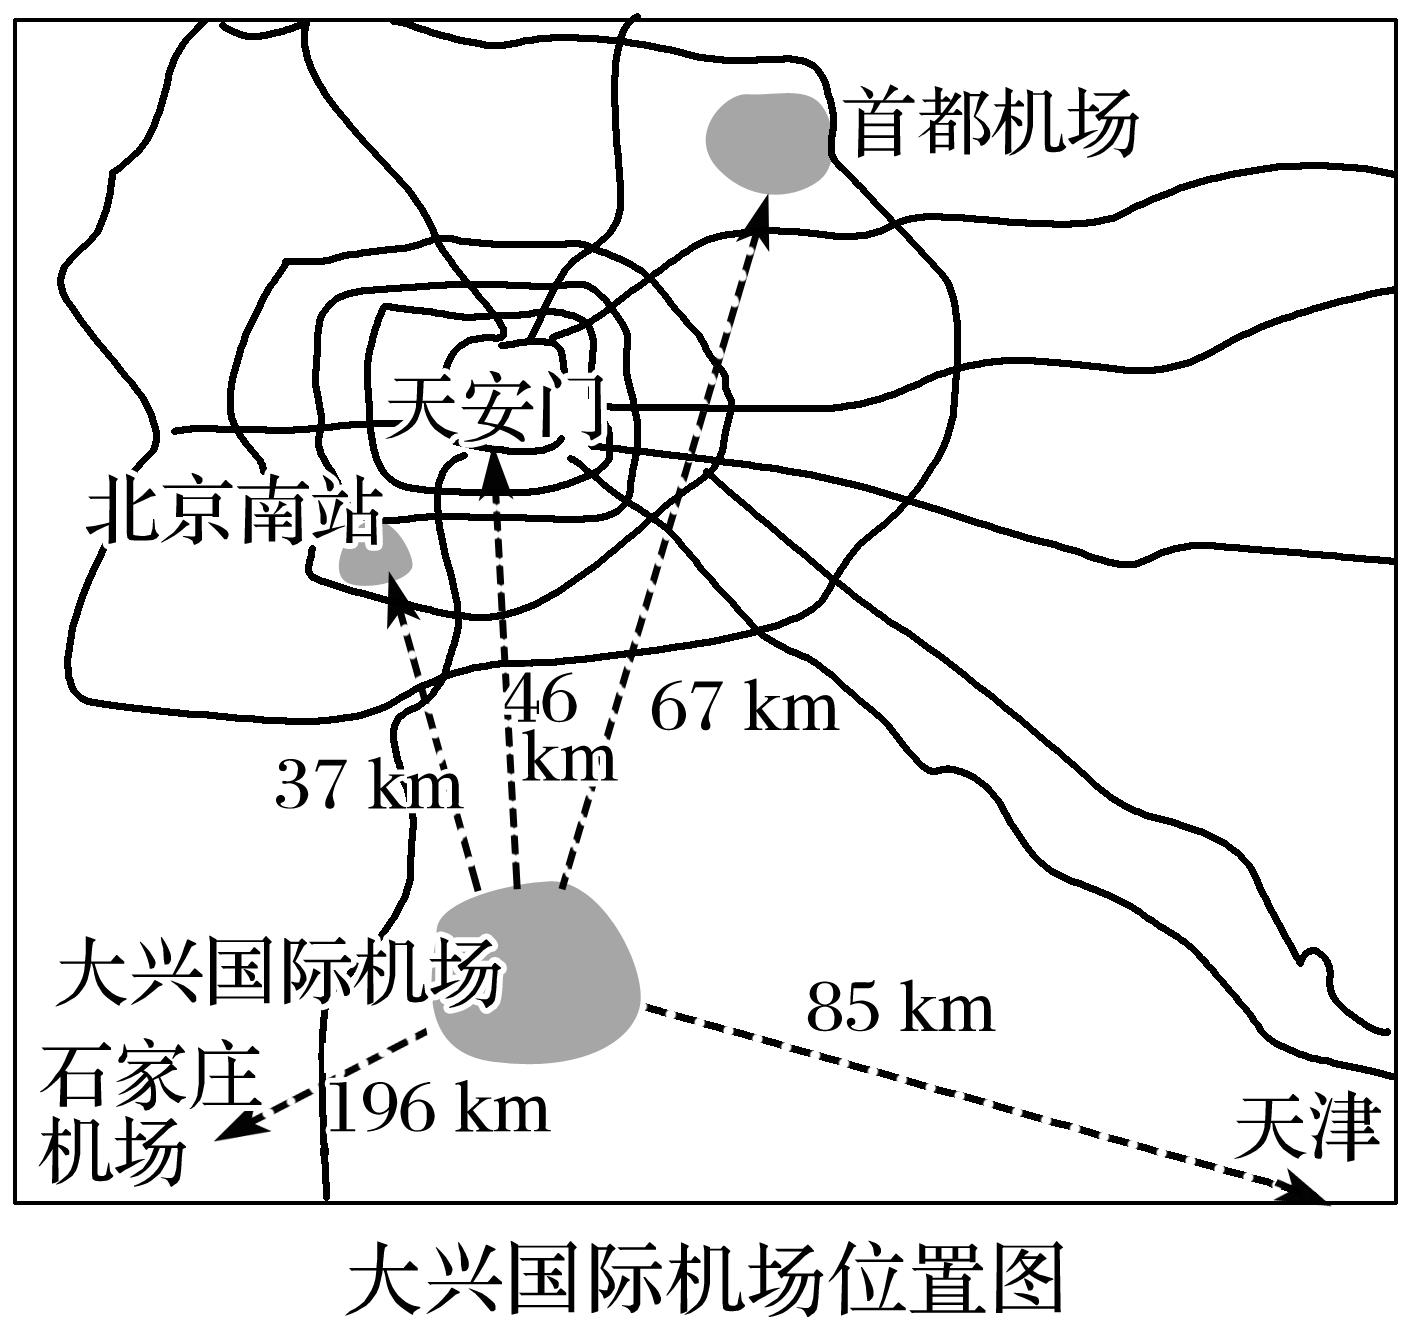 首都机场
天安门
北京南站
46
km
67 km
37 km
大兴国际机场
85 km
石家庄
机场
196 km
天津
大兴国际机场位置图